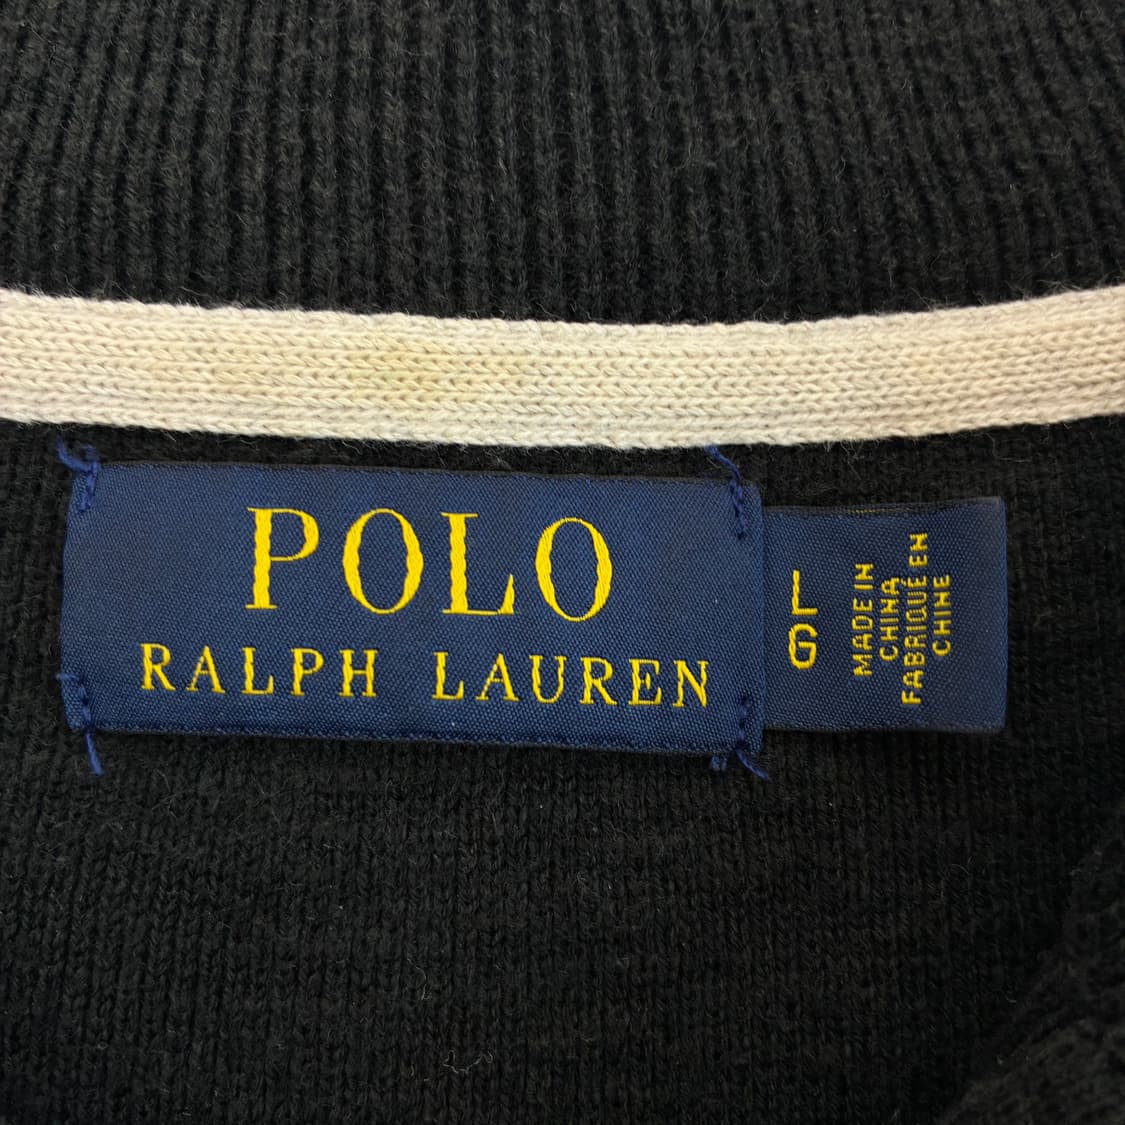 POLO
RALPH LAUREN
L
G
MADE IN
CHINA
FABRIQUÉ EN
CHINE